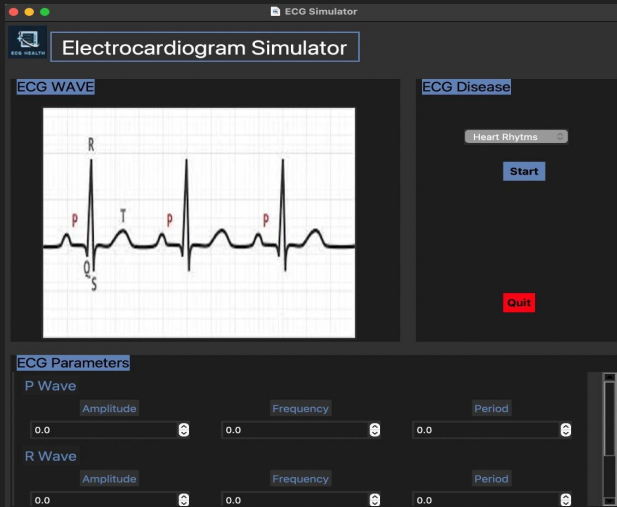 ECG Simulator
ECG HEALTH
Electrocardiogram Simulator
ECG WAVE
R
P
T
P
P
Q
S
ECG Disease
Heart Rhytms
Start
Quit
ECG Parameters
P Wave
Amplitude Frequency Period
0.0 0.0 0.0
R Wave
Amplitude Frequency Period
0.0 0.0 0.0